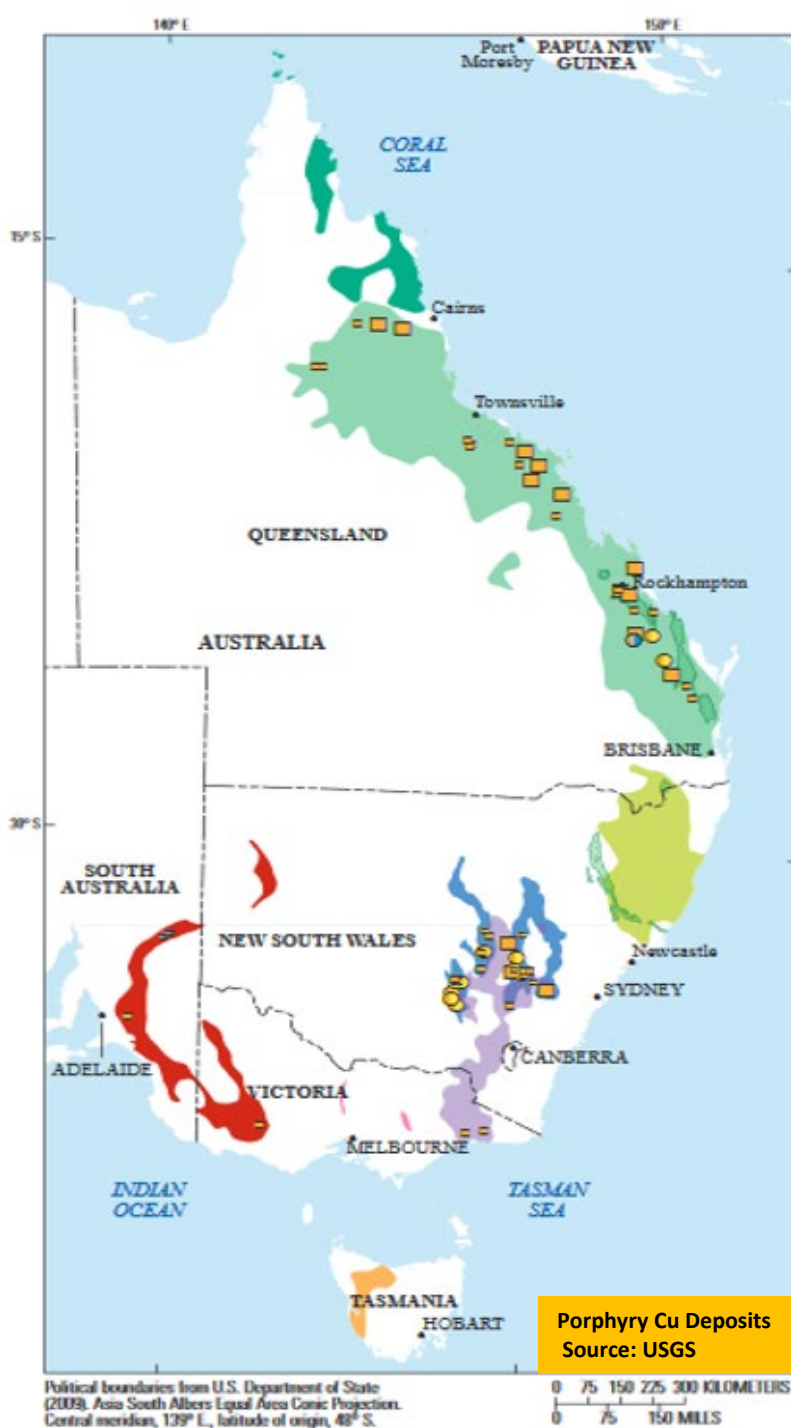 140° E
150° E
Port
Moresby
PAPUA NEW
GUINEA
CORAL
SEA
15° S
Cairns
Townsville
QUEENSLAND
Rockhampton
AUSTRALIA
BRISBANE
30° S
SOUTH
AUSTRALIA
NEW SOUTH WALES
Newcastle
SYDNEY
ADELAIDE
CANBERRA
VICTORIA
MELBOURNE
INDIAN
OCEAN
TASMAN
SEA
TASMANIA
HOBART
Porphyry Cu Deposits
Source: USGS
Political boundaries from U.S. Department of State
(2009). Asia South Albers Equal Area Conic Projection.
Central meridian, 139° E., latitude of origin, 48° S.
0 75 150 225 300 KILOMETERS
0 75 150 MILES